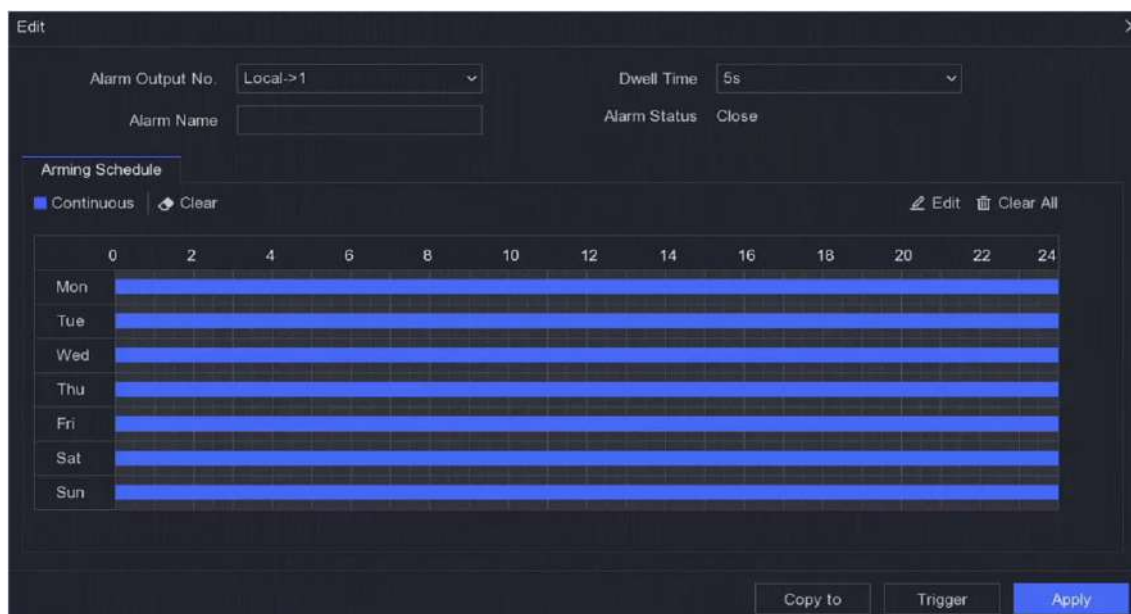 Edit
Alarm Output No. Local->1 Dwell Time 5s
Alarm Name Alarm Status Close
Arming Schedule
Continuous Clear Edit Clear All
0 2 4 6 8 10 12 14 16 18 20 22 24
Mon
Tue
Wed
Thu
Fri
Sat
Sun
Copy to Trigger Apply